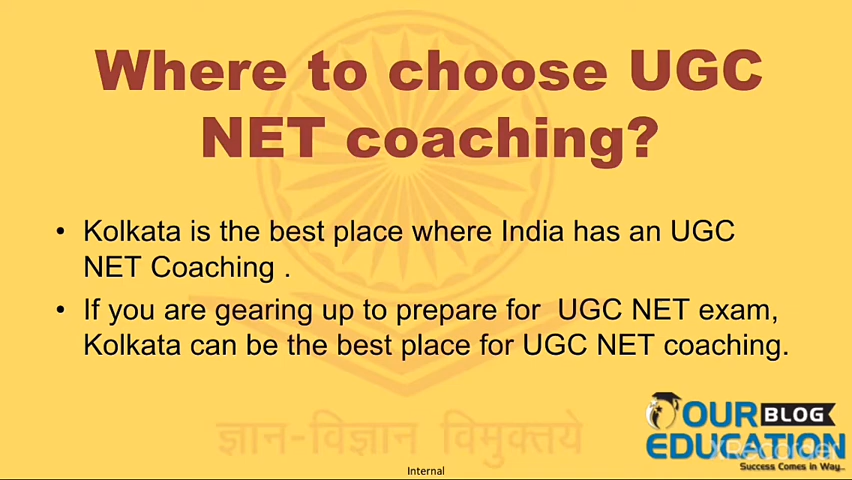 Where to choose UGC
NET coaching?
• Kolkata is the best place where India has an UGC
NET Coaching .
• If you are gearing up to prepare for  UGC NET exam,
Kolkata can be the best place for UGC NET coaching.
ज्ञान-विज्ञान विमुक्तये
OUR BLOG
EDUCATION
XRecorder
Success Comes in Way...
Internal